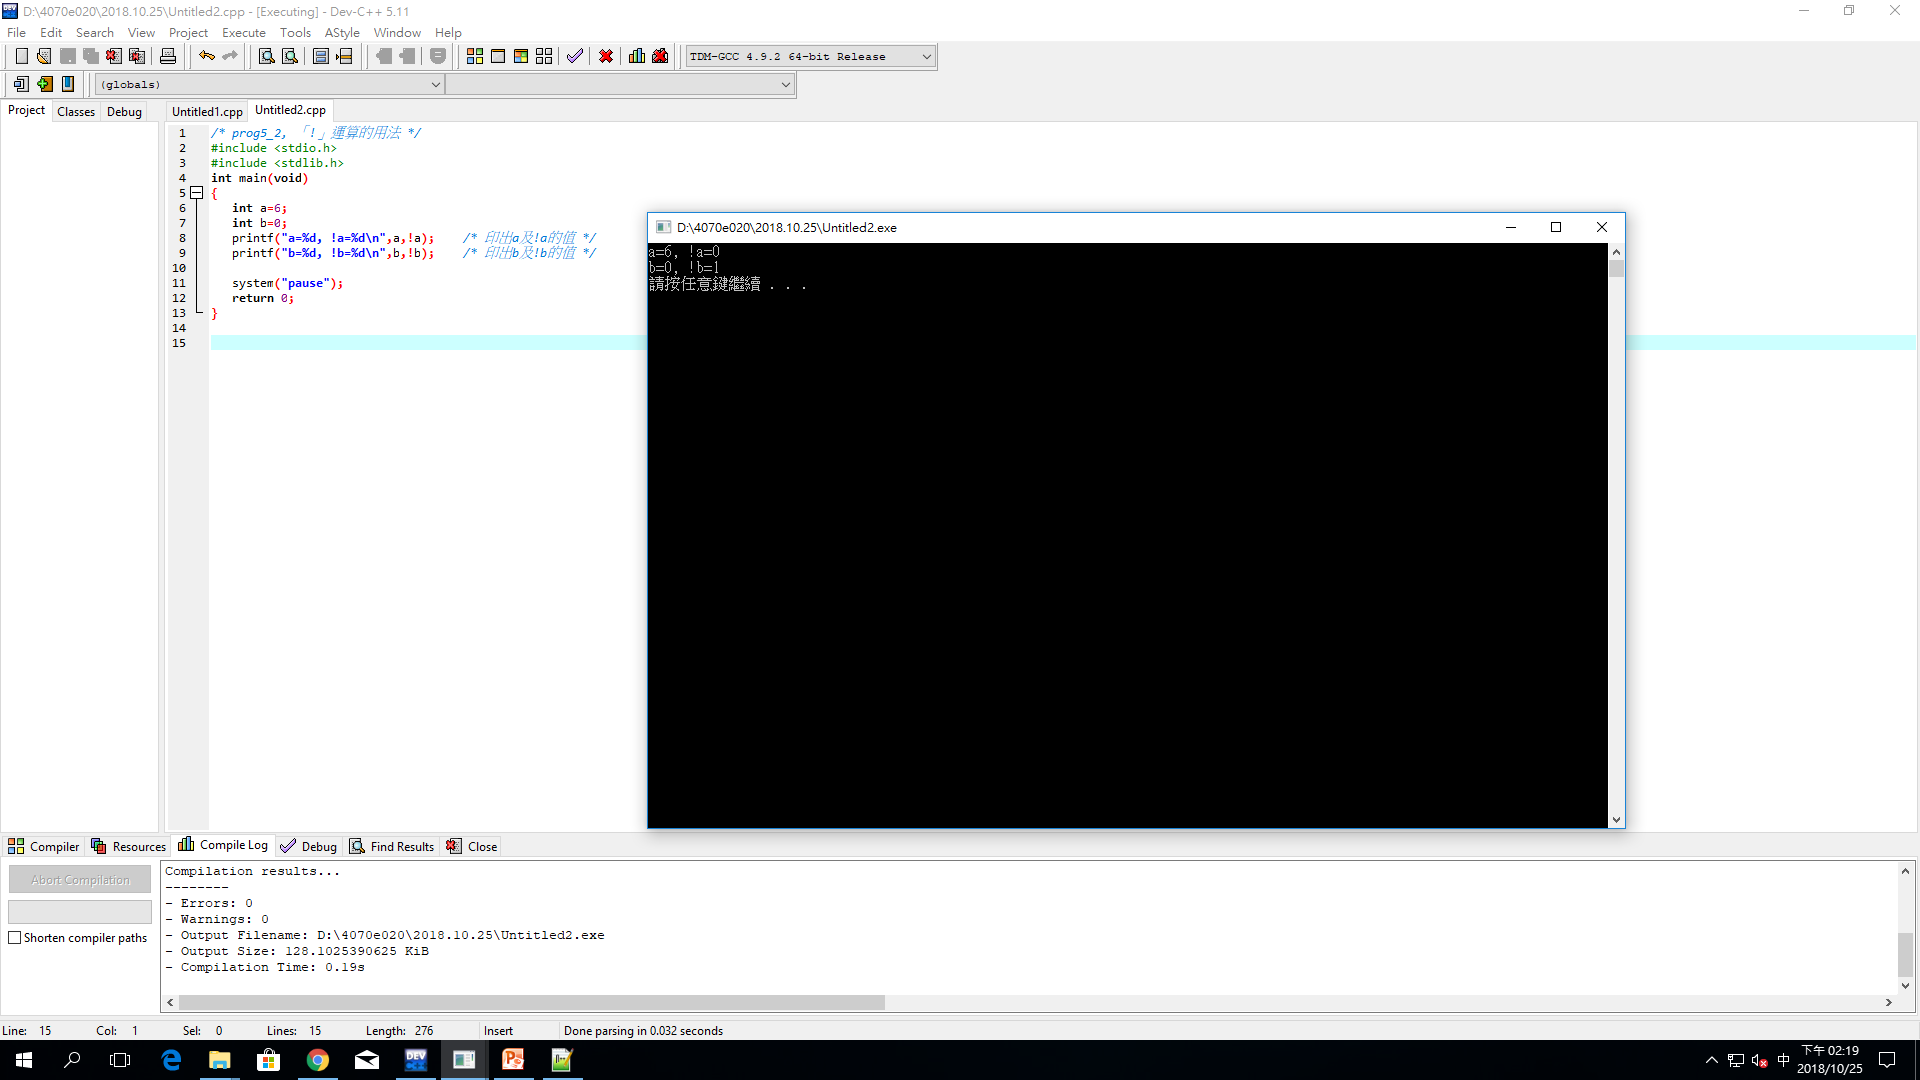 D:\4070e020\2018.10.25\Untitled2.cpp - [Executing] - Dev-C++ 5.11
File Edit Search View Project Execute Tools AStyle Window Help
TDM-GCC 4.9.2 64-bit Release
(globals)
Project Classes Debug
Untitled1.cpp Untitled2.cpp
1 /* prog5_2, 「!」運算的用法 */
2 #include <stdio.h>
3 #include <stdlib.h>
4 int main(void)
5 {
6 int a=6;
7 int b=0;
8 printf("a=%d, !a=%d\n",a,!a); /* 印出a及!a的值 */
9 printf("b=%d, !b=%d\n",b,!b); /* 印出b及!b的值 */
10
11 system("pause");
12 return 0;
13 }
14
15
D:\4070e020\2018.10.25\Untitled2.exe
a=6, !a=0
b=0, !b=1
請按任意鍵繼續 . . .
Compiler Resources Compile Log Debug Find Results Close
Abort Compilation
Shorten compiler paths
Compilation results...
--------
- Errors: 0
- Warnings: 0
- Output Filename: D:\4070e020\2018.10.25\Untitled2.exe
- Output Size: 128.1025390625 KiB
- Compilation Time: 0.19s
Line: 15 Col: 1 Sel: 0 Lines: 15 Length: 276 Insert Done parsing in 0.032 seconds
中
下午 02:19
2018/10/25